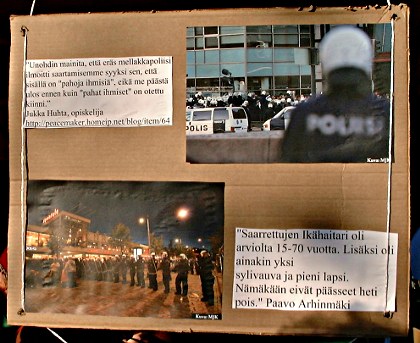 "Unohdin mainita, että eräs mellakkapoliisi
ilmoitti saartamisemme syyksi sen, että
sisällä on "pahoja ihmisiä", eikä me päästä
ulos ennen kuin "pahat ihmiset" on otettu
kiinni."
Jukka Huhta, opiskelija
http://peacemaker.homeip.net/blog/item/64
POLIS
POLIISI
Kuva: MJK
Kuva: MJK
"Saarrettujen Ikähaitari oli
arviolta 15-70 vuotta. Lisäksi oli
ainakin yksi
sylivauva ja pieni lapsi.
Nämäkään eivät päässeet heti
pois." Paavo Arhinmäki